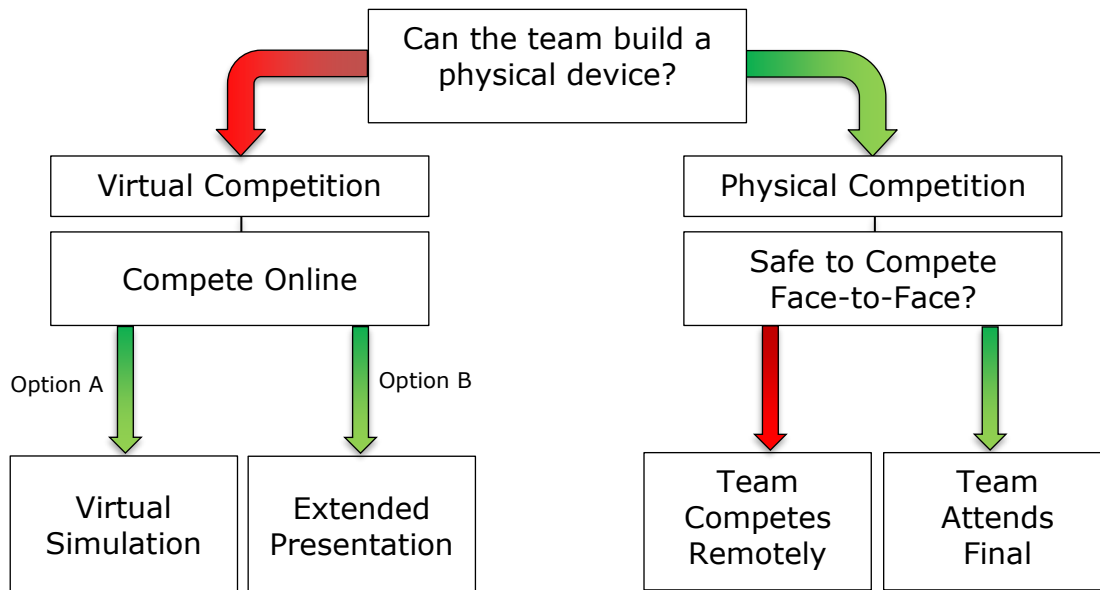 Can the team build a
physical device?
Virtual Competition
Physical Competition
Compete Online
Safe to Compete
Face-to-Face?
Option A
Option B
Virtual
Simulation
Extended
Presentation
Team
Competes
Remotely
Team
Attends
Final